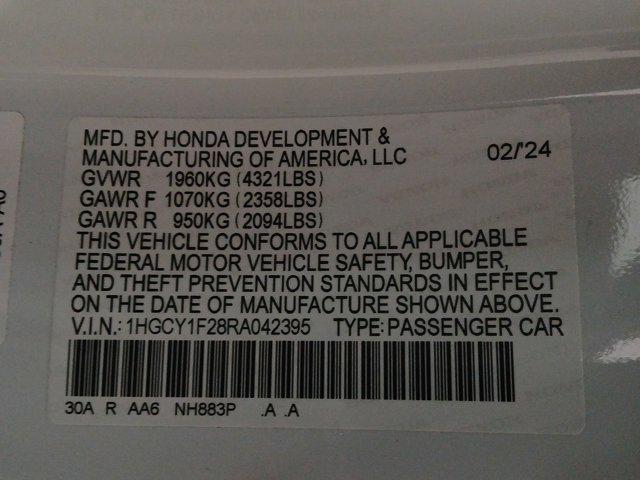 MFD. BY HONDA DEVELOPMENT &
MANUFACTURING OF AMERICA, LLC 02/'24
GVWR 1960KG (4321LBS)
GAWR F 1070KG (2358LBS)
GAWR R 950KG (2094LBS)
THIS VEHICLE CONFORMS TO ALL APPLICABLE
FEDERAL MOTOR VEHICLE SAFETY, BUMPER,
AND THEFT PREVENTION STANDARDS IN EFFECT
ON THE DATE OF MANUFACTURE SHOWN ABOVE.
V.I.N.: 1HGCY1F28RA042395 TYPE: PASSENGER CAR
30A R AA6 NH883P .A .A